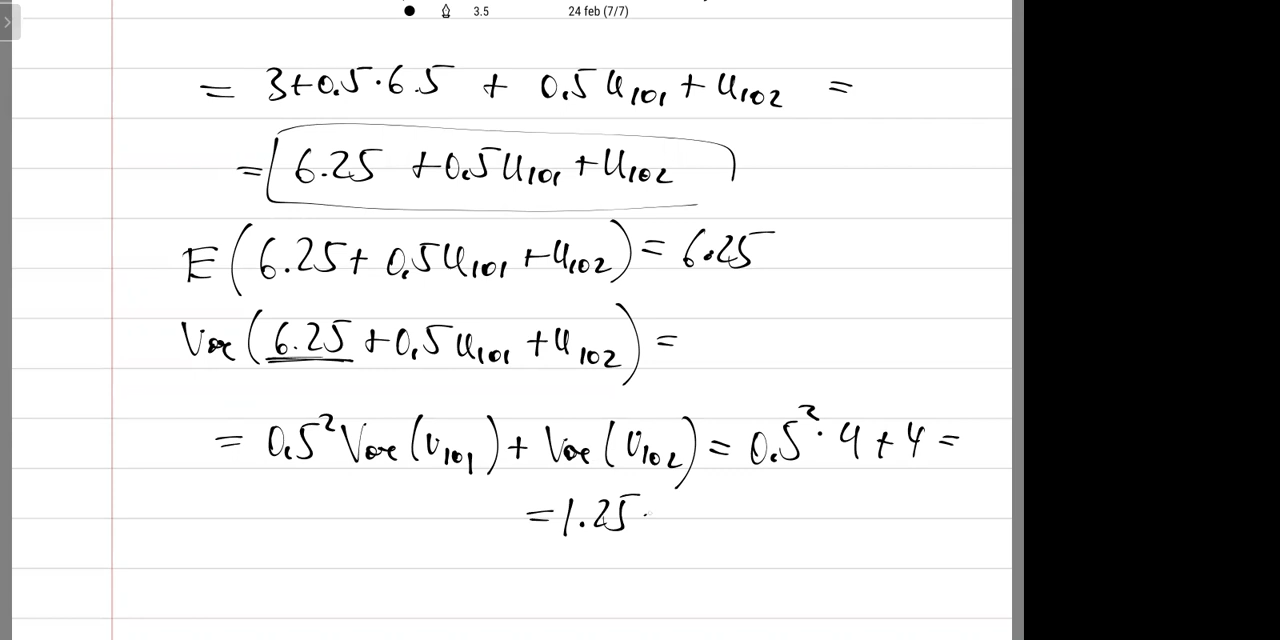 3.5 24 feb (7/7)
= 3+0.5·6.5 + 0.5 u₁₀₁ + u₁₀₂ =
= 6.25 + 0.5 u₁₀₁ + u₁₀₂
E(6.25 + 0.5 u₁₀₁ + u₁₀₂) = 6.25
Var(6.25 + 0.5 u₁₀₁ + u₁₀₂) =
= 0.5² Var(u₁₀₁) + Var(u₁₀₂) = 0.5² · 4 + 4 =
= 1.25 ·